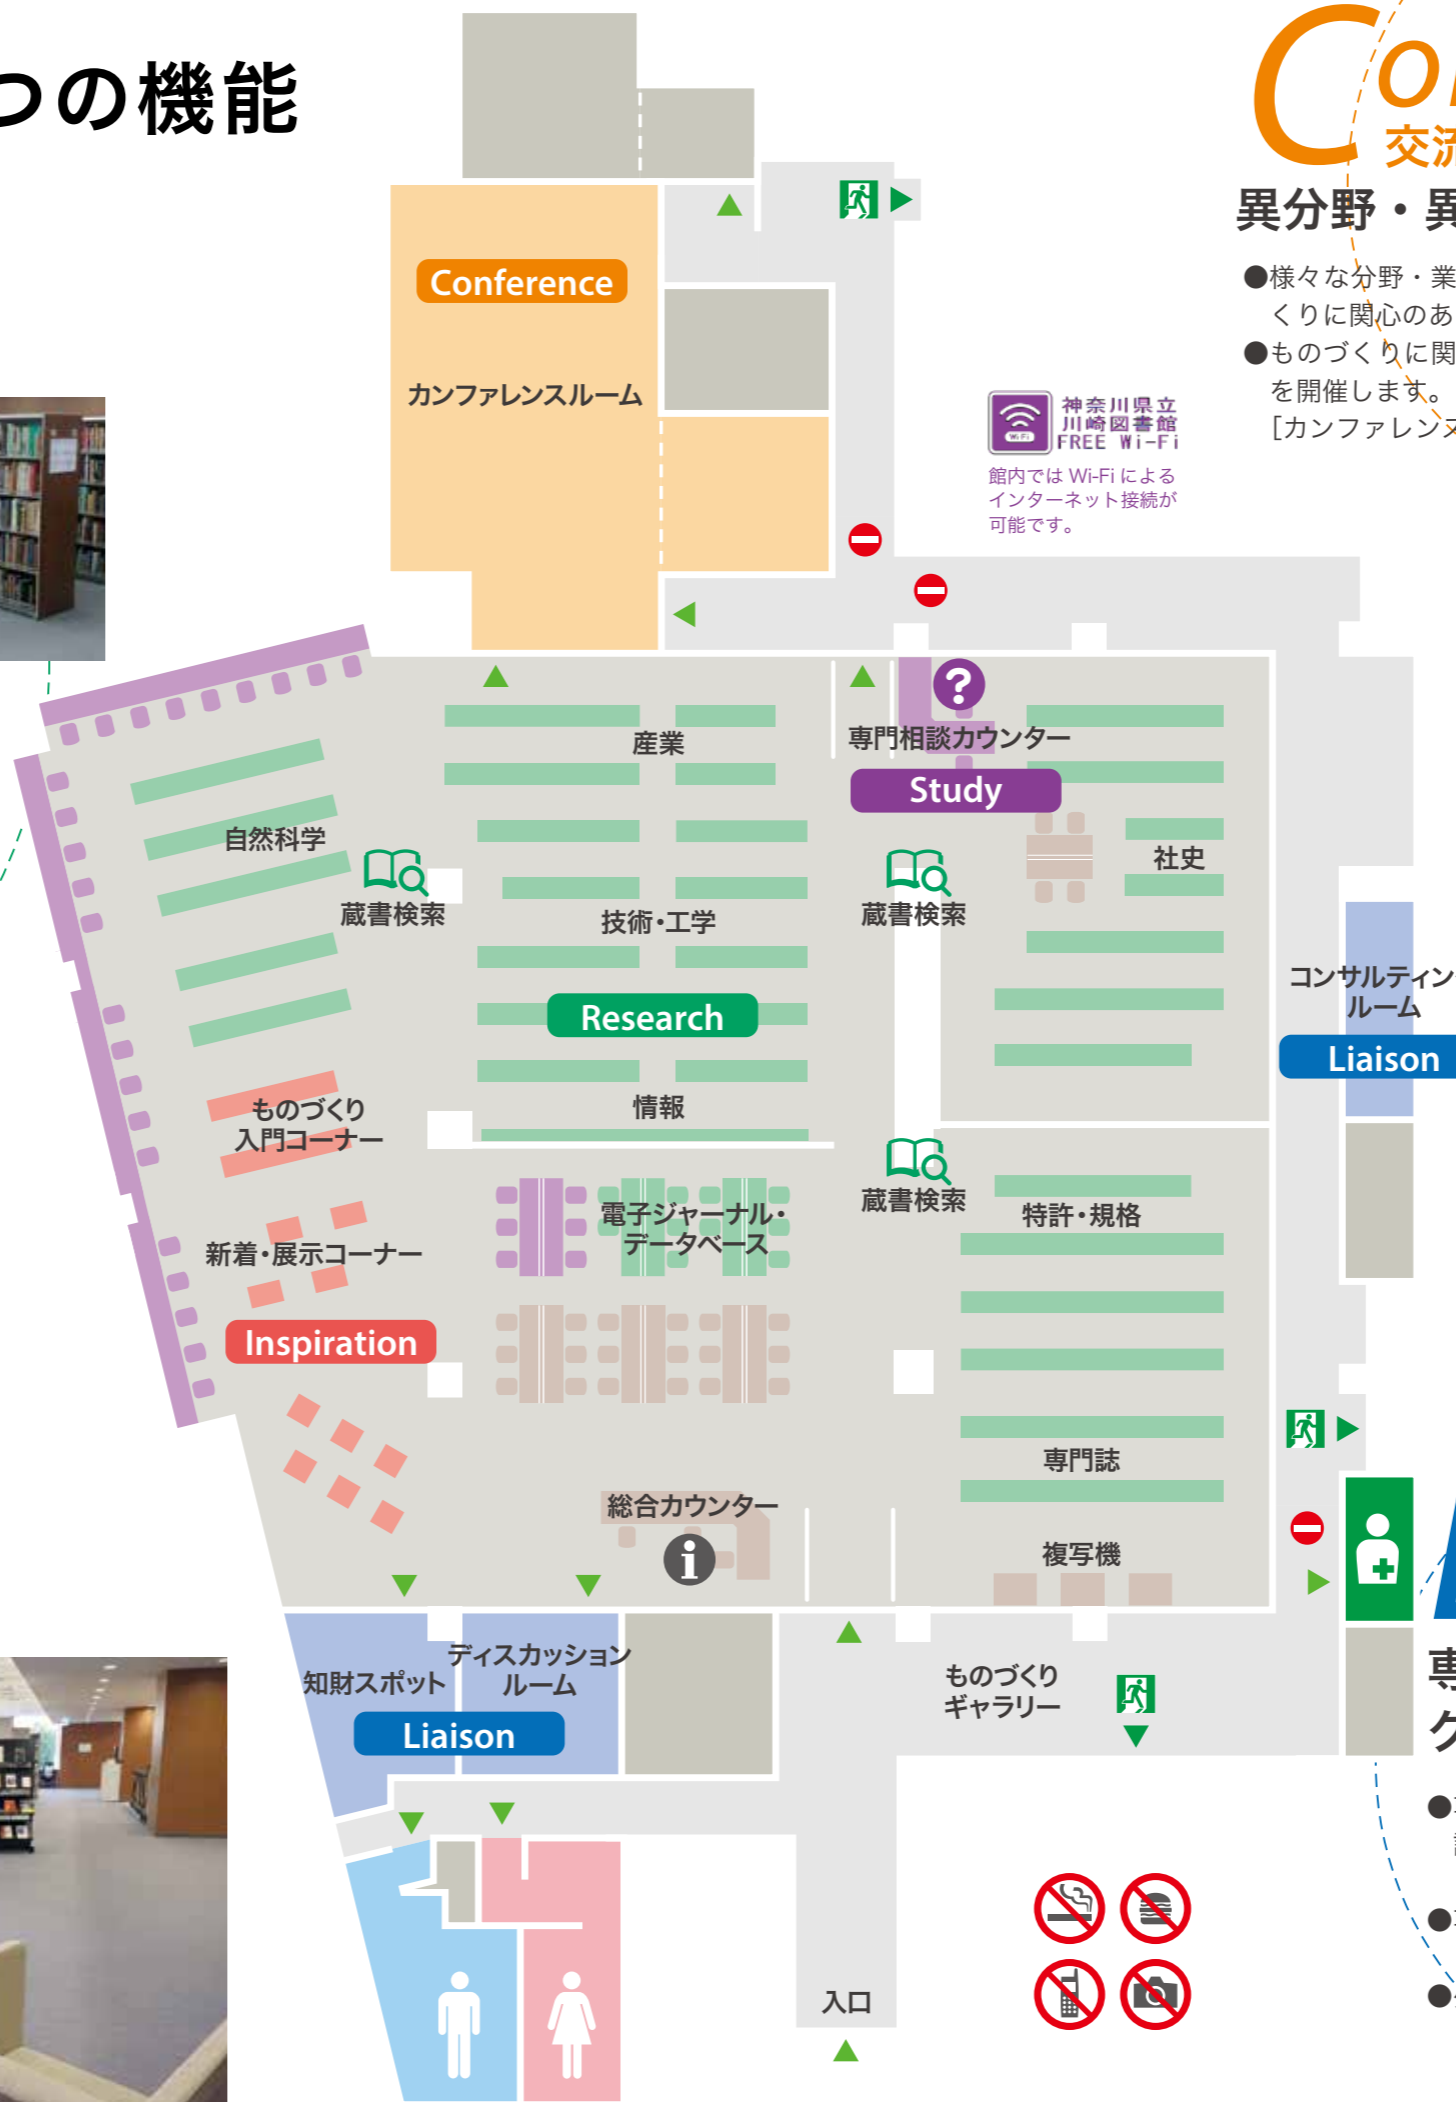 つの機能
Con
交流
異分野・異
●様々な分野・業
くりに関心のあ
●ものづくりに関
を開催します。
[カンファレンス
Conference
カンファレンスルーム
Wi-Fi
神奈川県立
川崎図書館
FREE Wi-Fi
館内では Wi-Fi による
インターネット接続が
可能です。
?
産業
専門相談カウンター
Study
自然科学
蔵書検索
蔵書検索
社史
技術・工学
Research
コンサルティン
ルーム
Liaison
情報
ものづくり
入門コーナー
蔵書検索
電子ジャーナル・
データベース
特許・規格
新着・展示コーナー
Inspiration
専門誌
総合カウンター
i
複写機
知財スポット
ディスカッション
ルーム
Liaison
ものづくり
ギャラリー
専
ク
●
●
●
入口